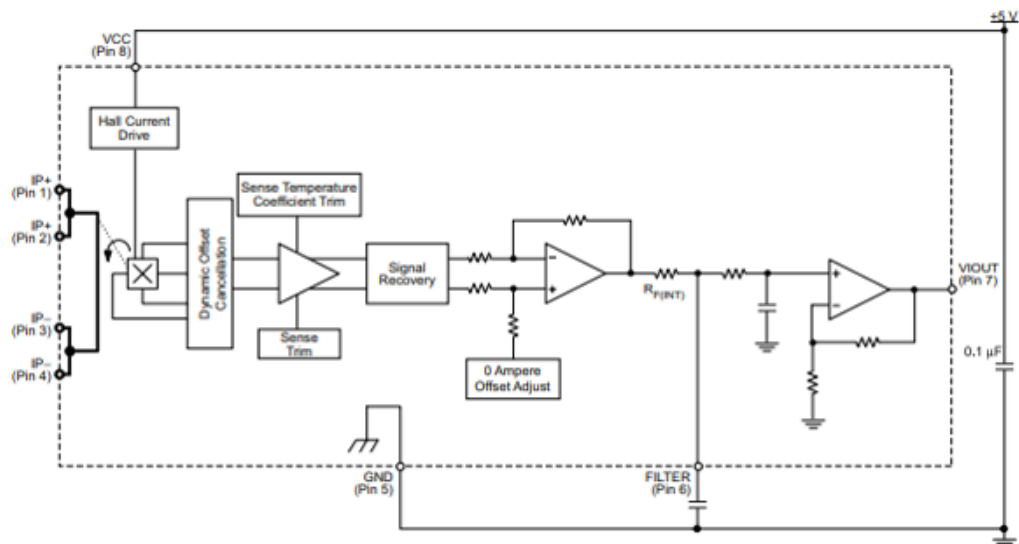 +5 V
VCC
(Pin 8)
Hall Current
Drive
IP+
(Pin 1)
IP+
(Pin 2)
IP−
(Pin 3)
IP−
(Pin 4)
Dynamic Offset
Cancellation
Sense Temperature
Coefficient Trim
Sense
Trim
Signal
Recovery
0 Ampere
Offset Adjust
−
+
RF(INT)
+
−
VIOUT
(Pin 7)
0.1 µF
GND
(Pin 5)
FILTER
(Pin 6)